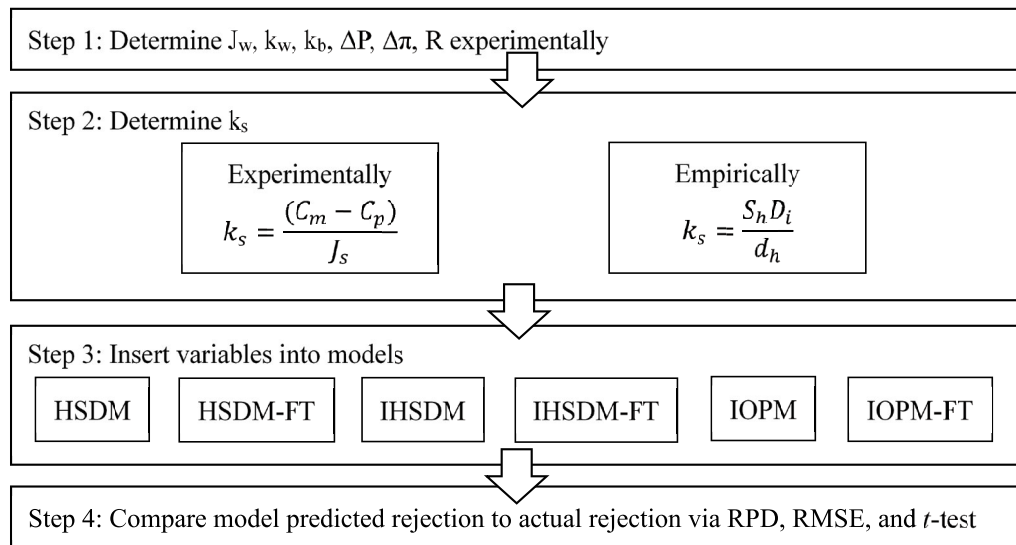 Step 1: Determine Jw, kw, kb, ΔP, Δπ, R experimentally
Step 2: Determine ks
Experimentally
ks = (Cm − Cp) / Js
Empirically
ks = ShDi / dh
Step 3: Insert variables into models
HSDM HSDM-FT IHSDM IHSDM-FT IOPM IOPM-FT
Step 4: Compare model predicted rejection to actual rejection via RPD, RMSE, and t-test